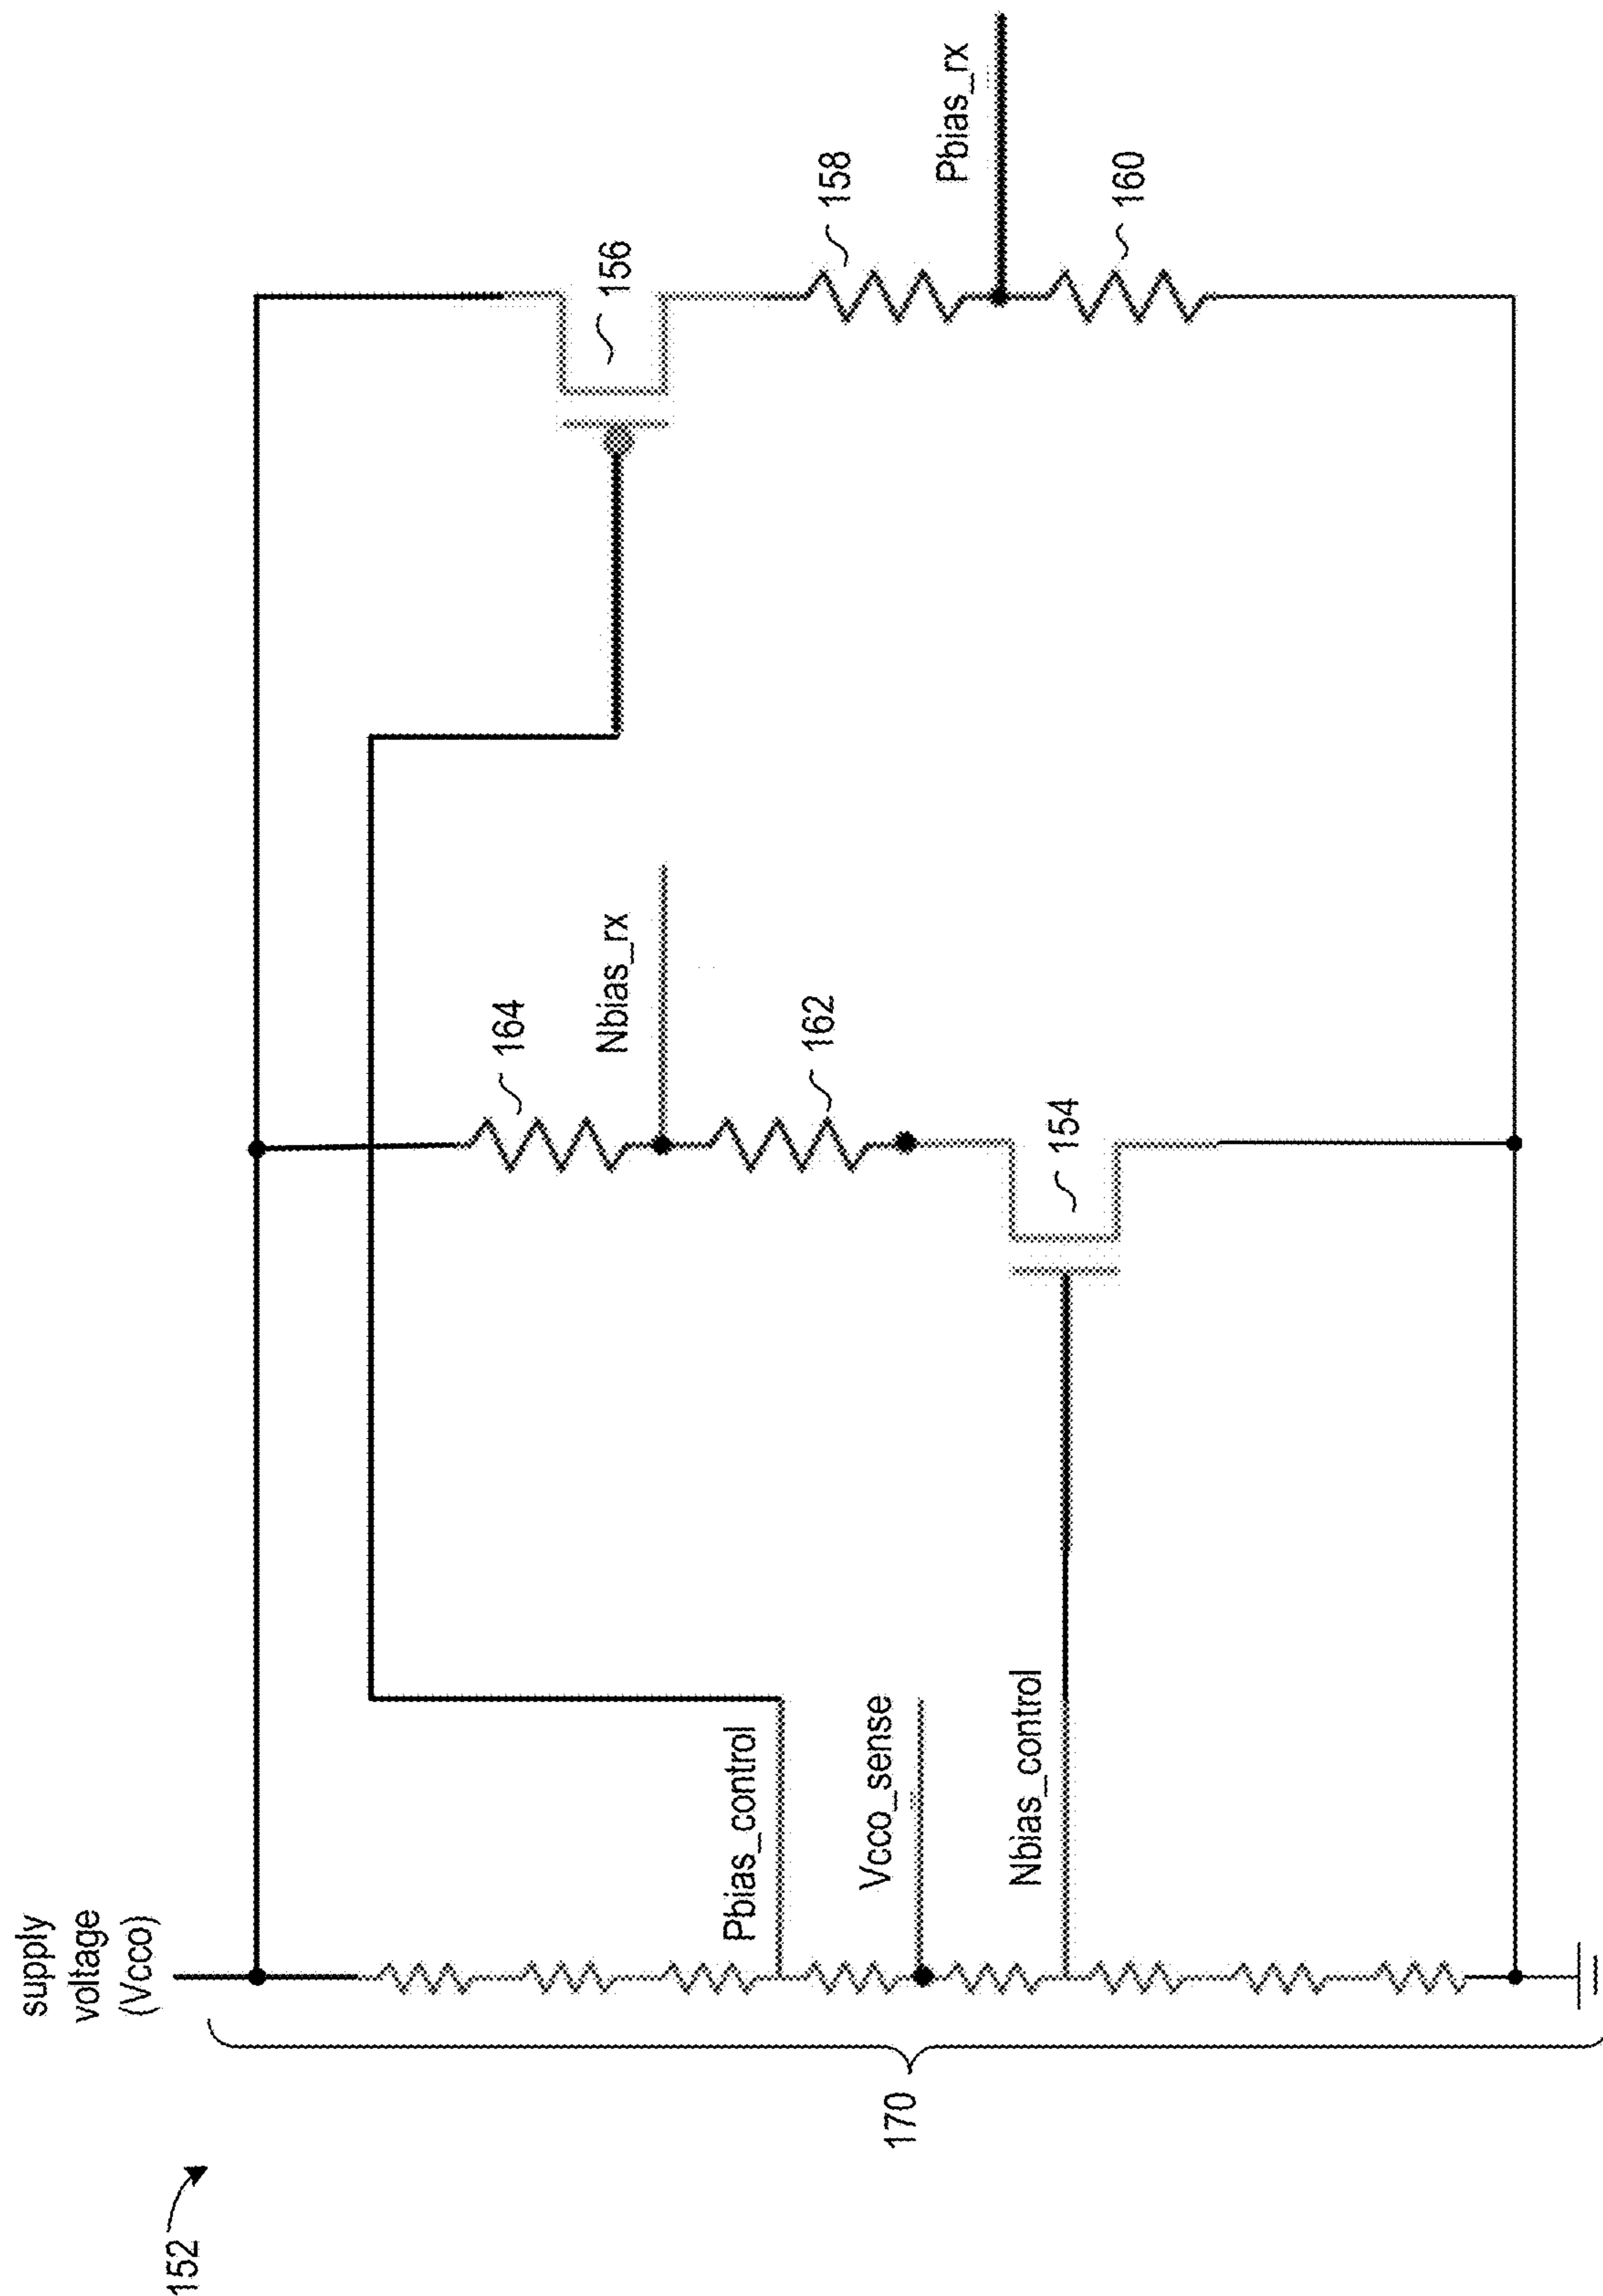 152
170
supply
voltage
(Vcco)
Pbias_control
Vcco_sense
Nbias_control
164
Nbias_rx
162
154
156
158
Pbias_rx
160